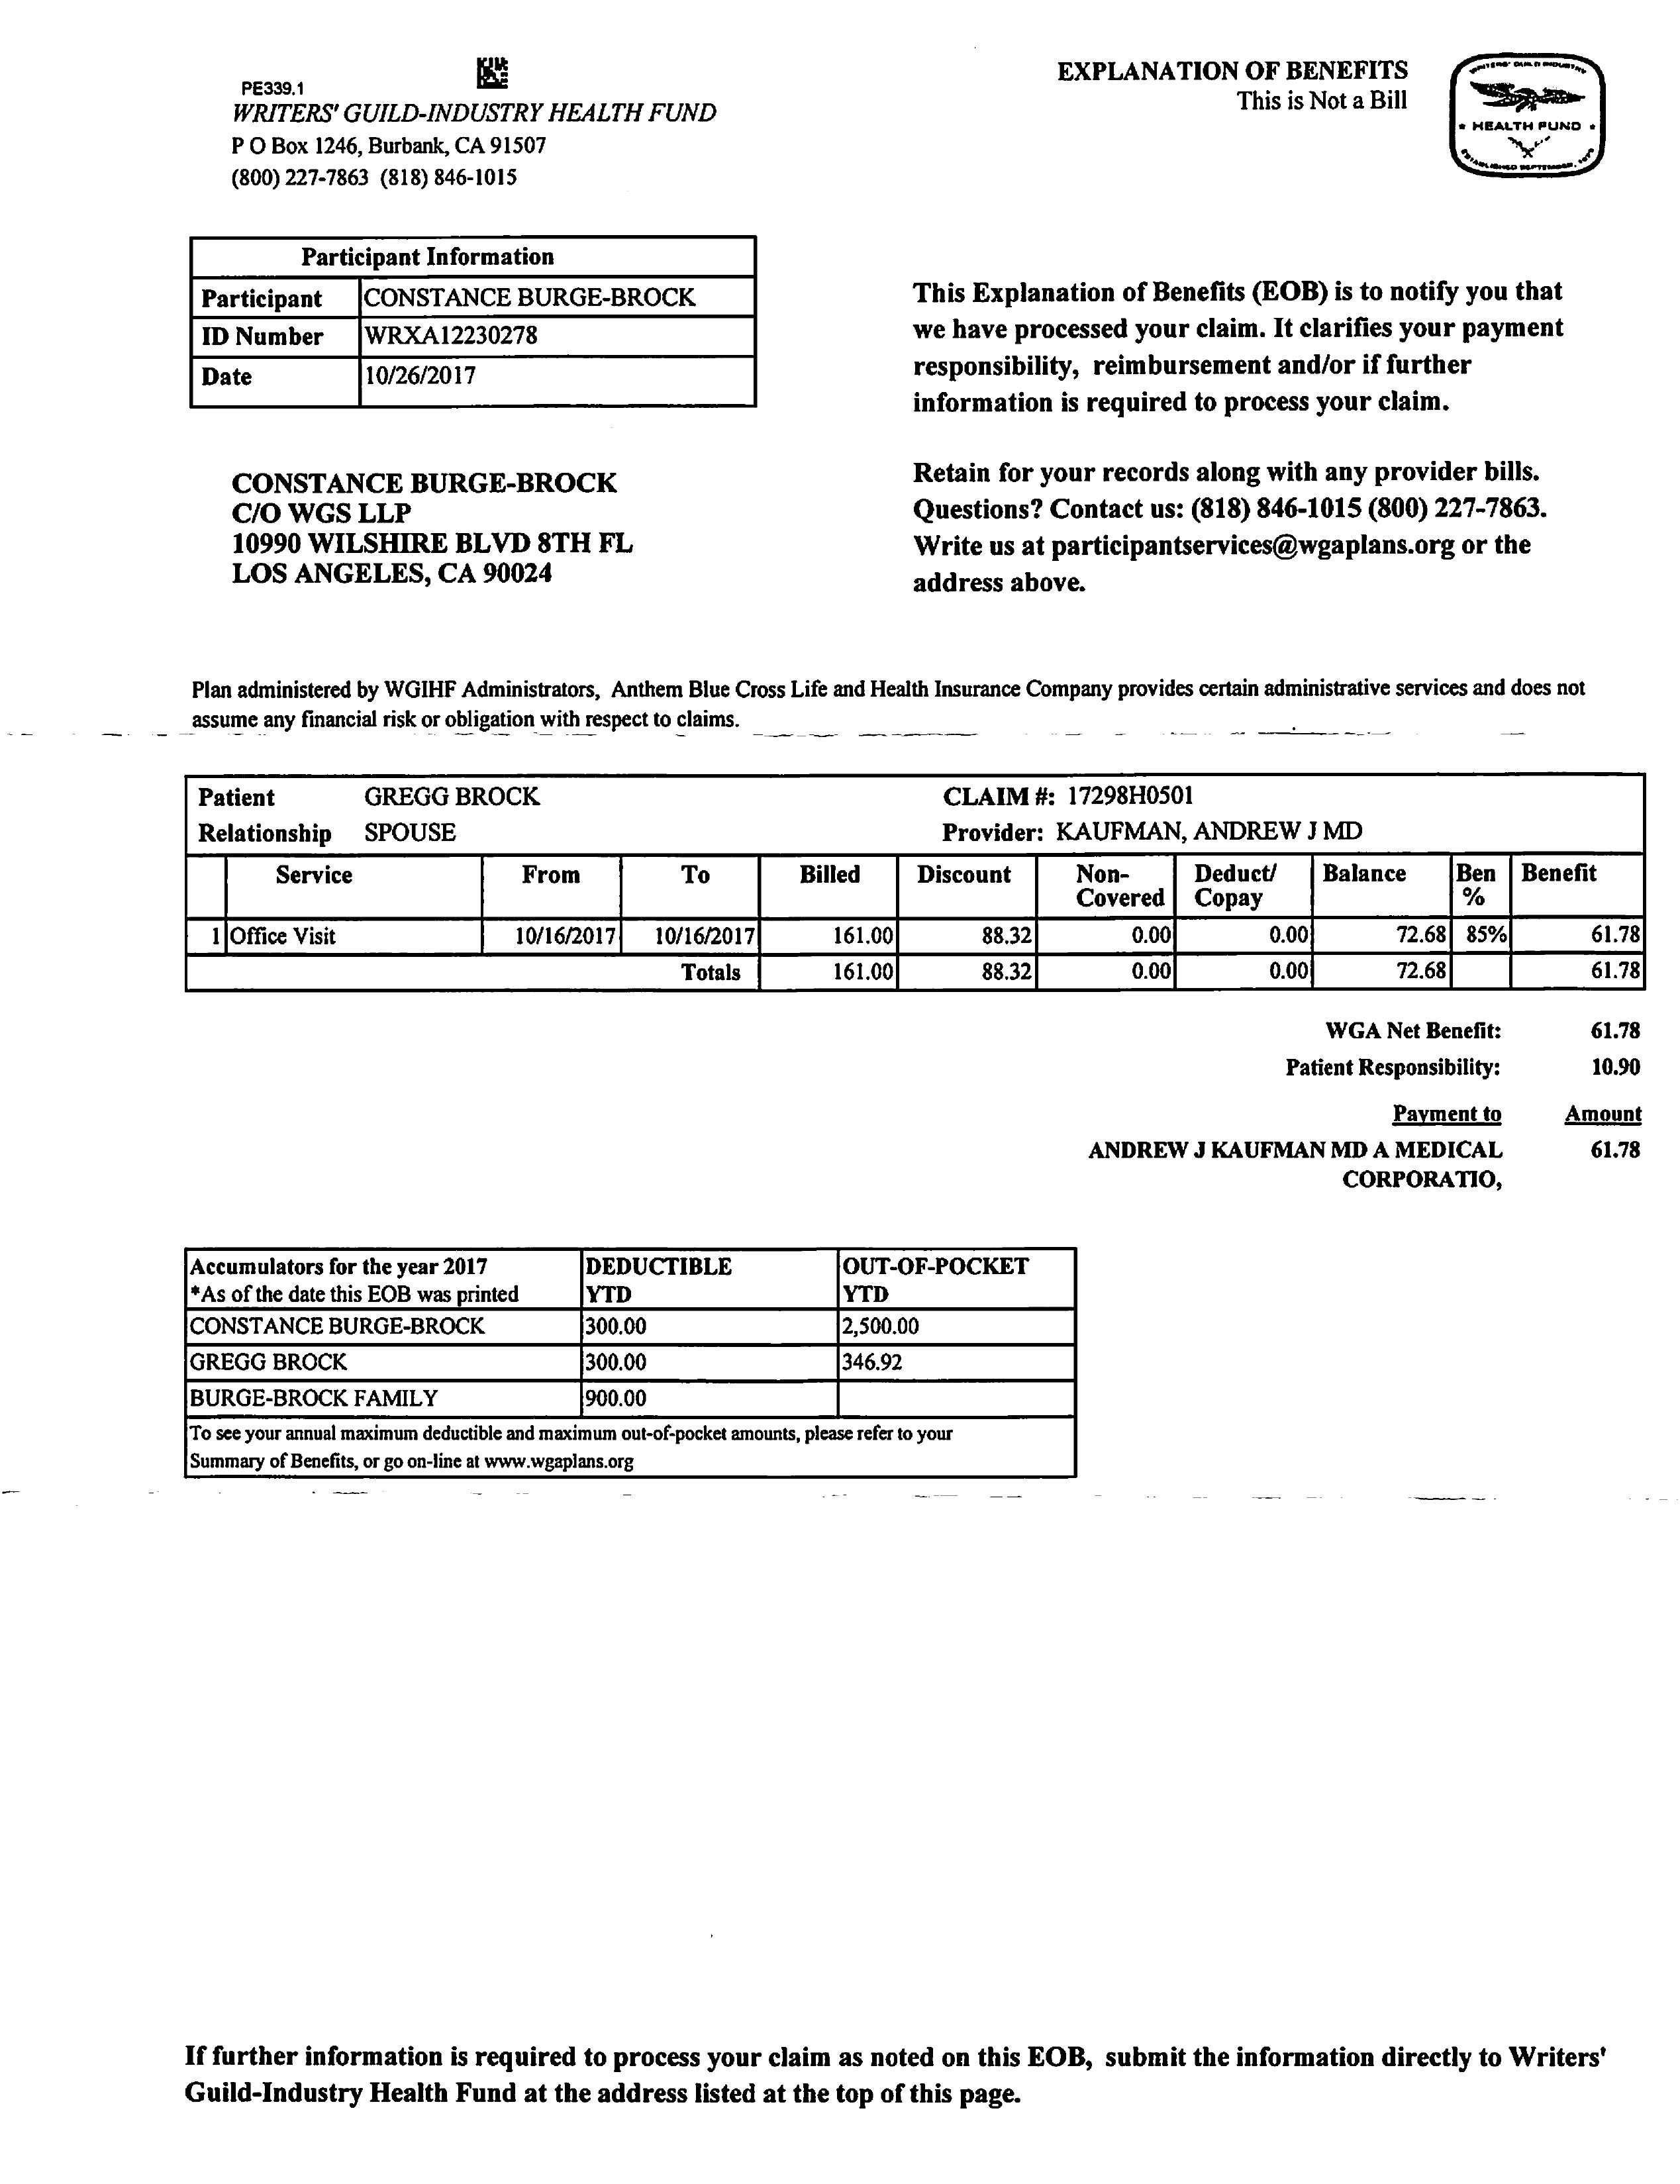 PE339.1
WRITERS' GUILD-INDUSTRY HEALTH FUND
P O Box 1246, Burbank, CA 91507
(800) 227-7863 (818) 846-1015
EXPLANATION OF BENEFITS
This is Not a Bill
WRITERS' GUILD INDUSTRY
* HEALTH FUND *
ESTABLISHED SEPTEMBER, 1973
Participant Information
Participant CONSTANCE BURGE-BROCK
ID Number WRXA12230278
Date 10/26/2017
This Explanation of Benefits (EOB) is to notify you that
we have processed your claim. It clarifies your payment
responsibility, reimbursement and/or if further
information is required to process your claim.
CONSTANCE BURGE-BROCK
C/O WGS LLP
10990 WILSHIRE BLVD 8TH FL
LOS ANGELES, CA 90024
Retain for your records along with any provider bills.
Questions? Contact us: (818) 846-1015 (800) 227-7863.
Write us at participantservices@wgaplans.org or the
address above.
Plan administered by WGIHF Administrators, Anthem Blue Cross Life and Health Insurance Company provides certain administrative services and does not
assume any financial risk or obligation with respect to claims.
Patient GREGG BROCK CLAIM #: 17298H0501
Relationship SPOUSE Provider: KAUFMAN, ANDREW J MD
Service From To Billed Discount Non- Deduct/ Balance Ben Benefit
Covered Copay %
1 Office Visit 10/16/2017 10/16/2017 161.00 88.32 0.00 0.00 72.68 85% 61.78
Totals 161.00 88.32 0.00 0.00 72.68 61.78
WGA Net Benefit: 61.78
Patient Responsibility: 10.90
Payment to Amount
ANDREW J KAUFMAN MD A MEDICAL 61.78
CORPORATIO,
Accumulators for the year 2017 DEDUCTIBLE OUT-OF-POCKET
*As of the date this EOB was printed YTD YTD
CONSTANCE BURGE-BROCK 300.00 2,500.00
GREGG BROCK 300.00 346.92
BURGE-BROCK FAMILY 900.00
To see your annual maximum deductible and maximum out-of-pocket amounts, please refer to your
Summary of Benefits, or go on-line at www.wgaplans.org
If further information is required to process your claim as noted on this EOB, submit the information directly to Writers'
Guild-Industry Health Fund at the address listed at the top of this page.